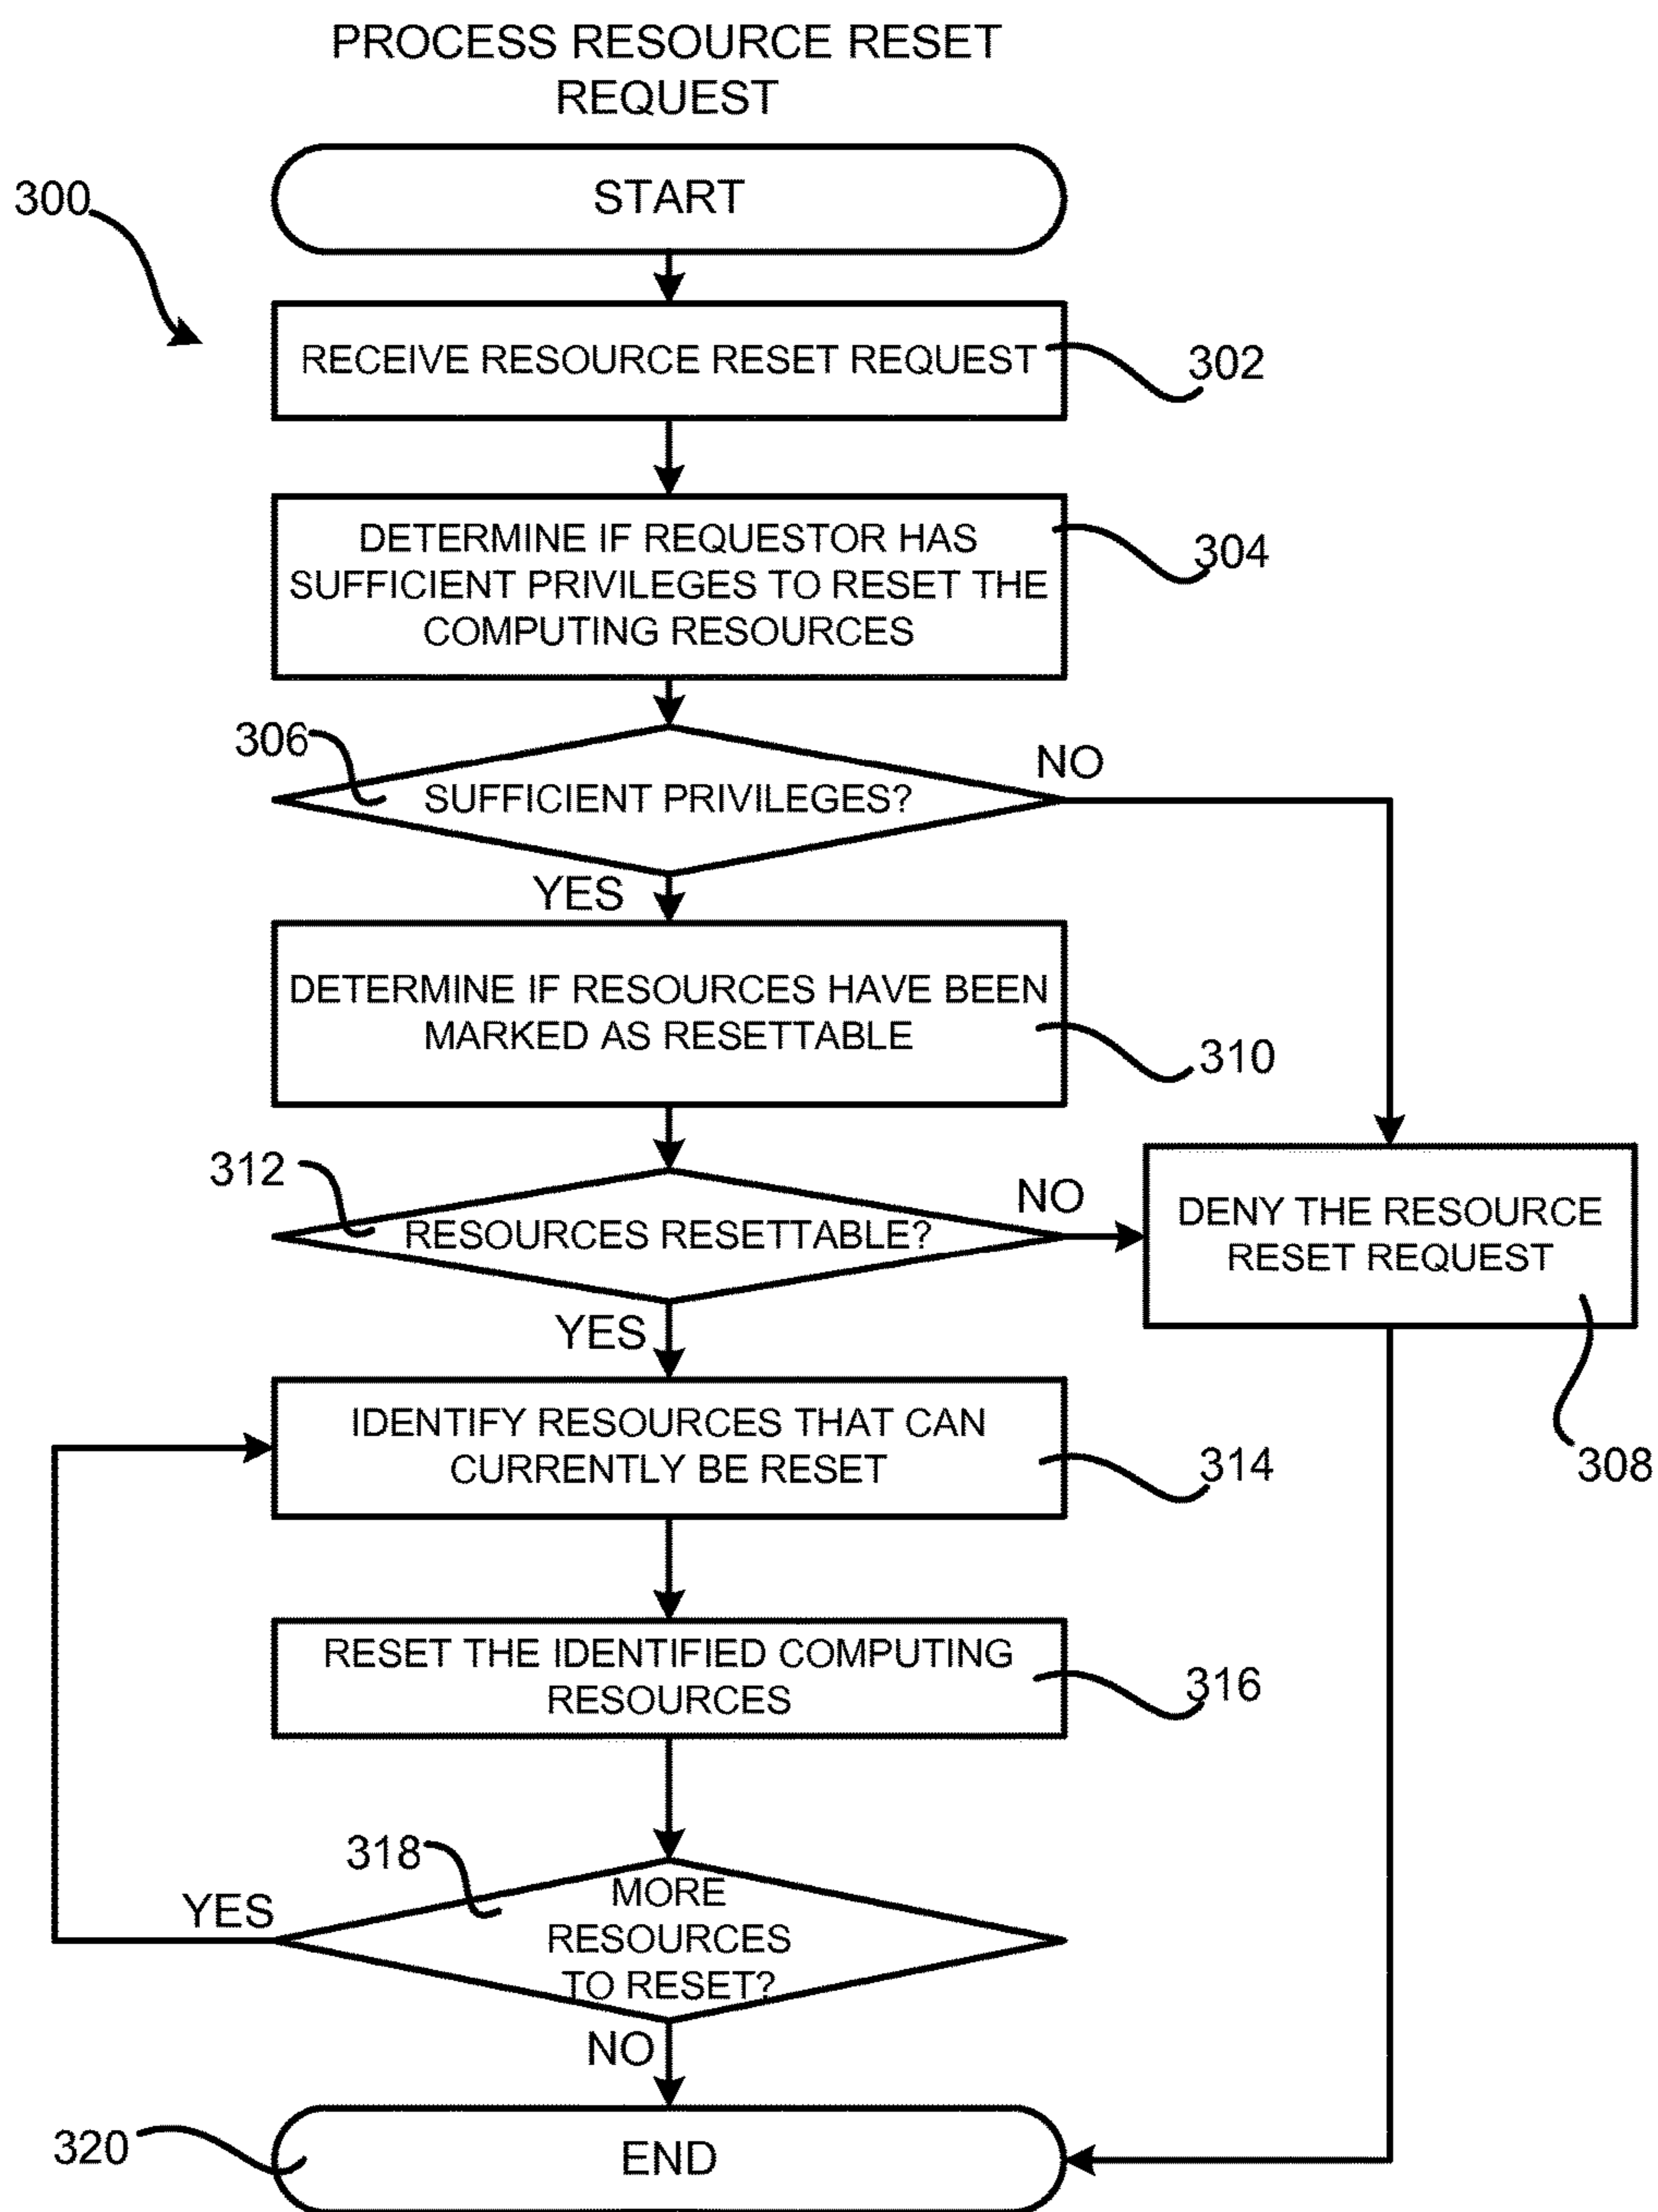 PROCESS RESOURCE RESET
REQUEST
START
300
RECEIVE RESOURCE RESET REQUEST
302
DETERMINE IF REQUESTOR HAS
SUFFICIENT PRIVILEGES TO RESET THE
COMPUTING RESOURCES
304
306
SUFFICIENT PRIVILEGES?
NO
YES
DETERMINE IF RESOURCES HAVE BEEN
MARKED AS RESETTABLE
310
312
RESOURCES RESETTABLE?
NO
DENY THE RESOURCE
RESET REQUEST
308
YES
IDENTIFY RESOURCES THAT CAN
CURRENTLY BE RESET
314
RESET THE IDENTIFIED COMPUTING
RESOURCES
316
318
YES
MORE
RESOURCES
TO RESET?
NO
320
END